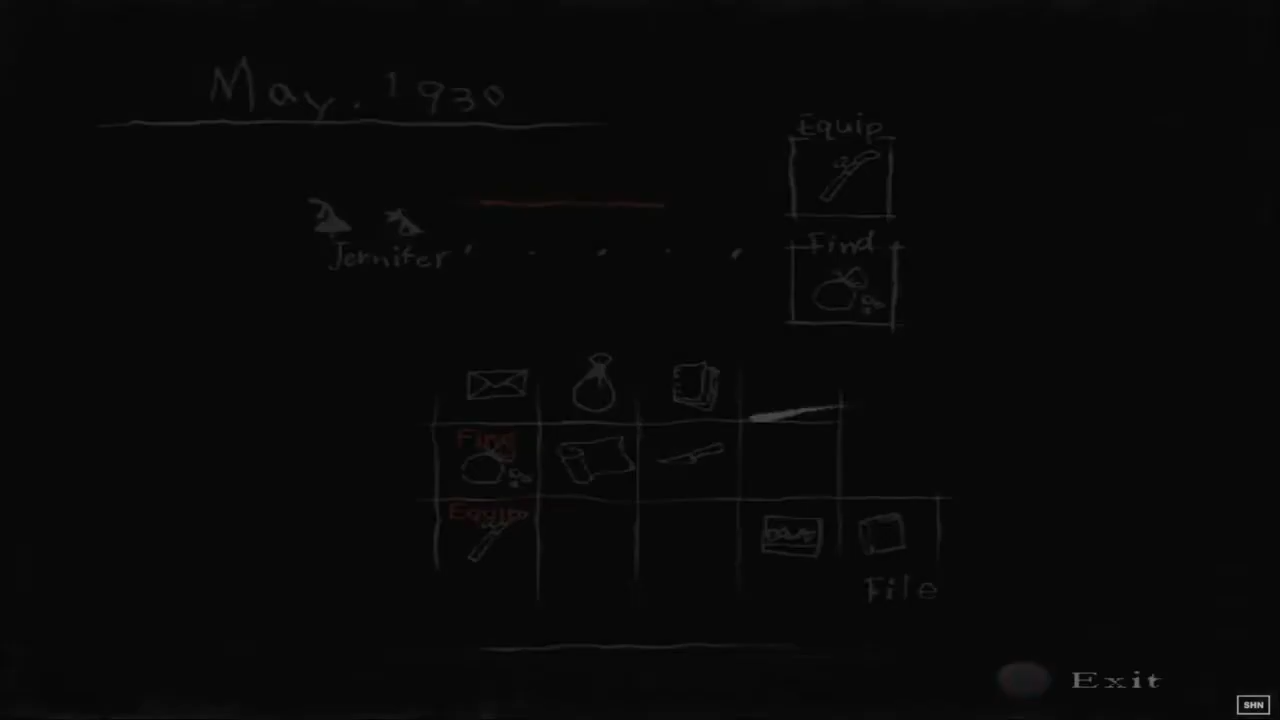 May. 1930
Equip
Find
Jennifer
Find
Equip
File
Exit
SHN